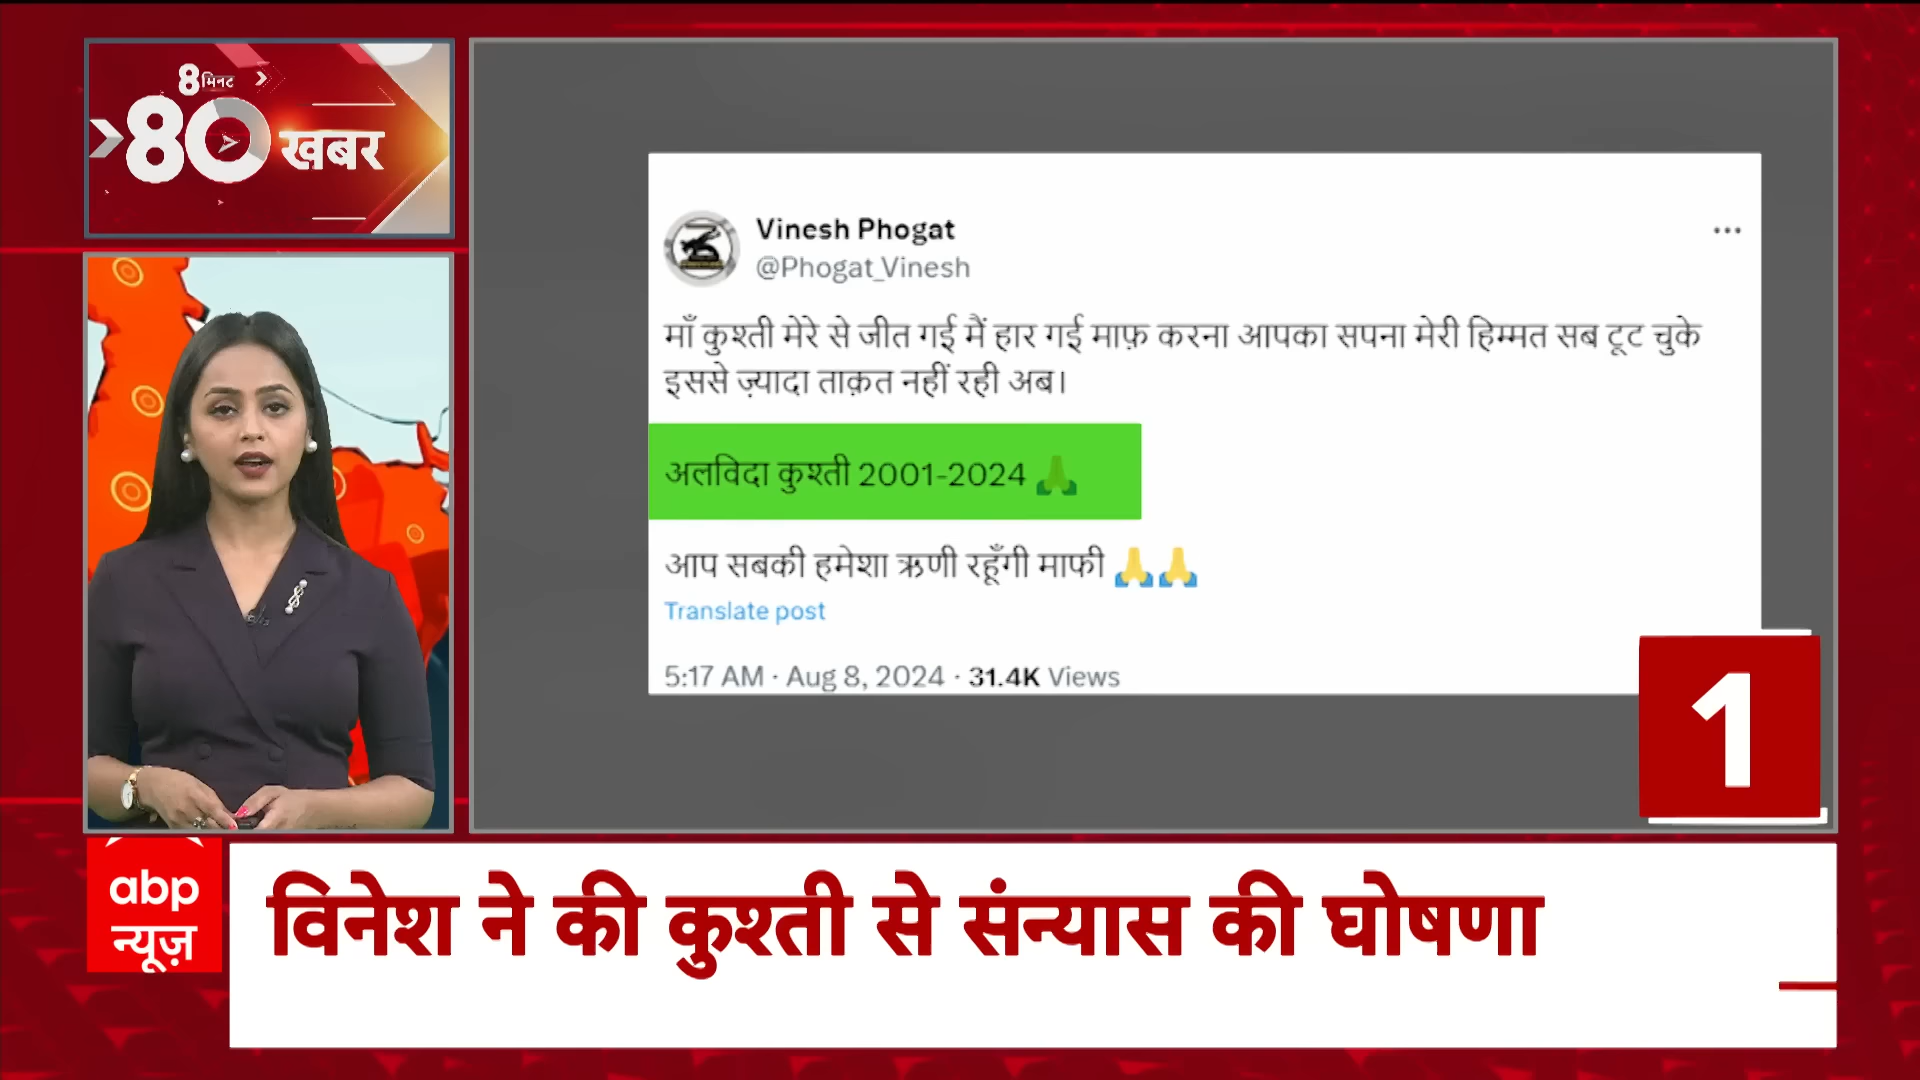 8 मिनट
80 खबर
Vinesh Phogat
@Phogat_Vinesh
माँ कुश्ती मेरे से जीत गई मैं हार गई माफ़ करना आपका सपना मेरी हिम्मत सब टूट चुके
इससे ज़्यादा ताक़त नहीं रही अब।
अलविदा कुश्ती 2001-2024 🙏
आप सबकी हमेशा ऋणी रहूँगी माफी 🙏🙏
Translate post
5:17 AM · Aug 8, 2024 · 31.4K Views
1
abp
न्यूज़
विनेश ने की कुश्ती से संन्यास की घोषणा